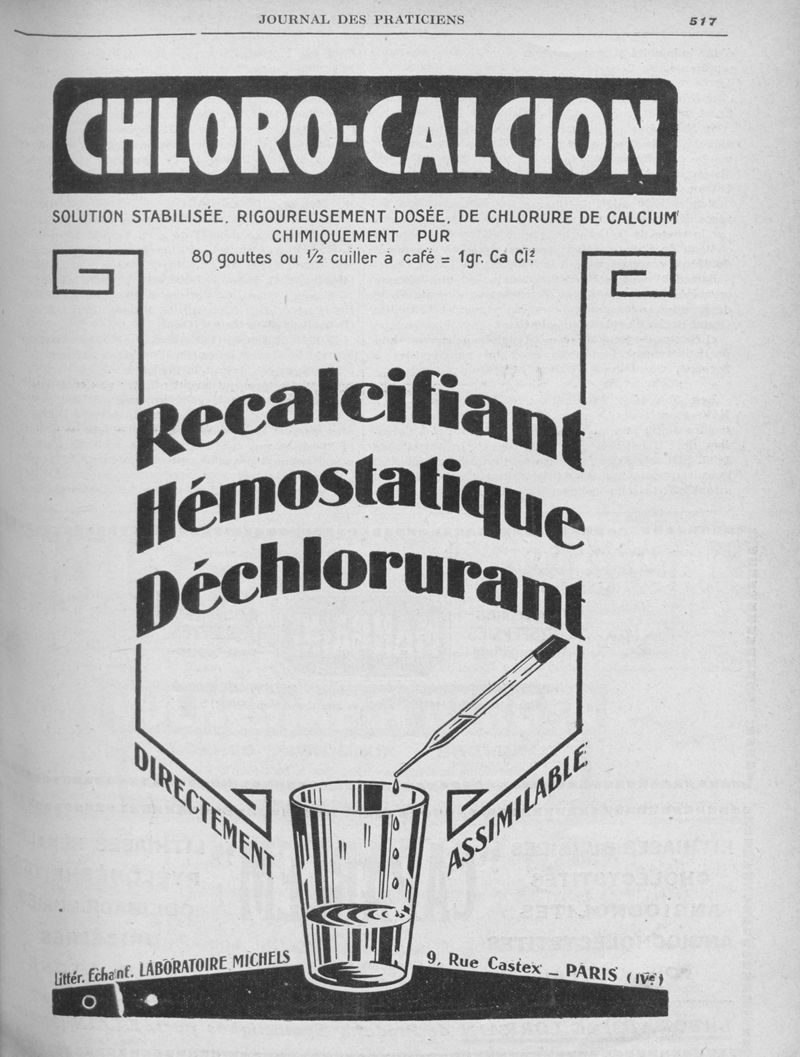 JOURNAL DES PRATICIENS
517
CHLORO-CALCION
SOLUTION STABILISÉE, RIGOUREUSEMENT DOSÉE, DE CHLORURE DE CALCIUM
CHIMIQUEMENT PUR
80 gouttes ou ½ cuiller à café = 1gr. Ca Cl²
Recalcifiant
Hémostatique
Déchlorurant
DIRECTEMENT
ASSIMILABLE
Littér. Echant. LABORATOIRE MICHELS
9, Rue Castex _ PARIS (IVe)